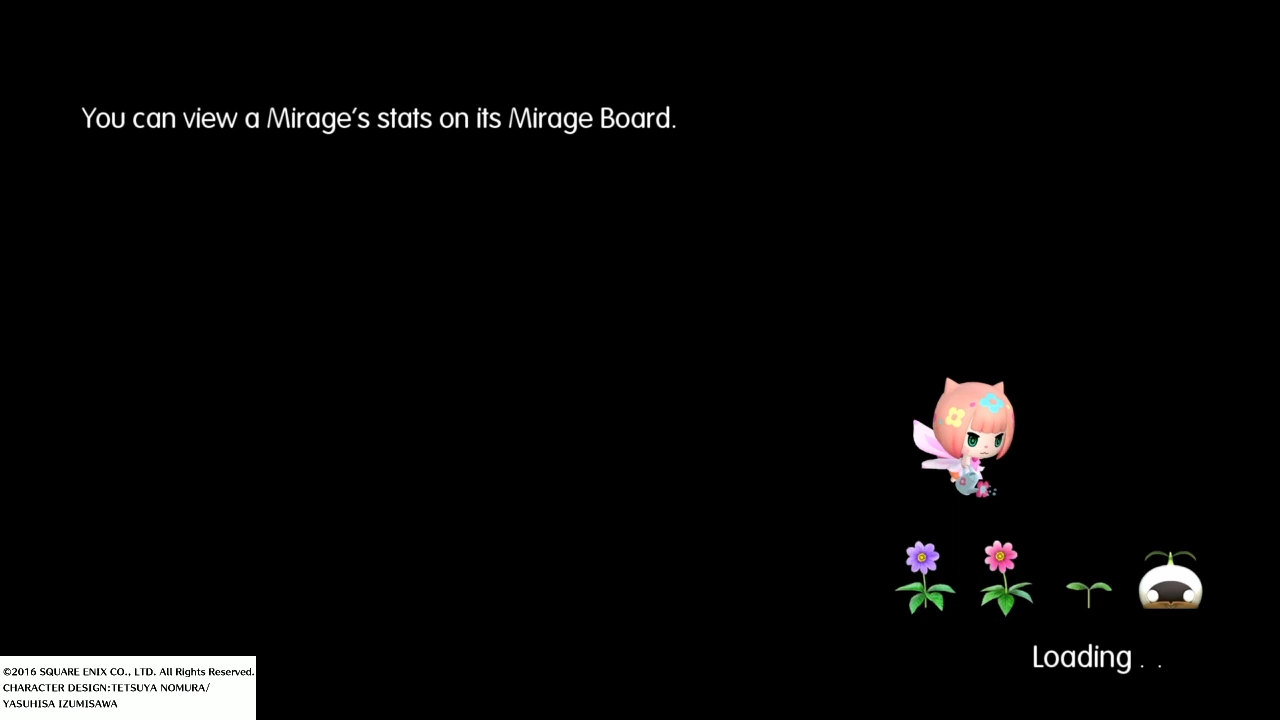 You can view a Mirage's stats on its Mirage Board.
Loading . .
©2016 SQUARE ENIX CO., LTD. All Rights Reserved.
CHARACTER DESIGN:TETSUYA NOMURA/
YASUHISA IZUMISAWA